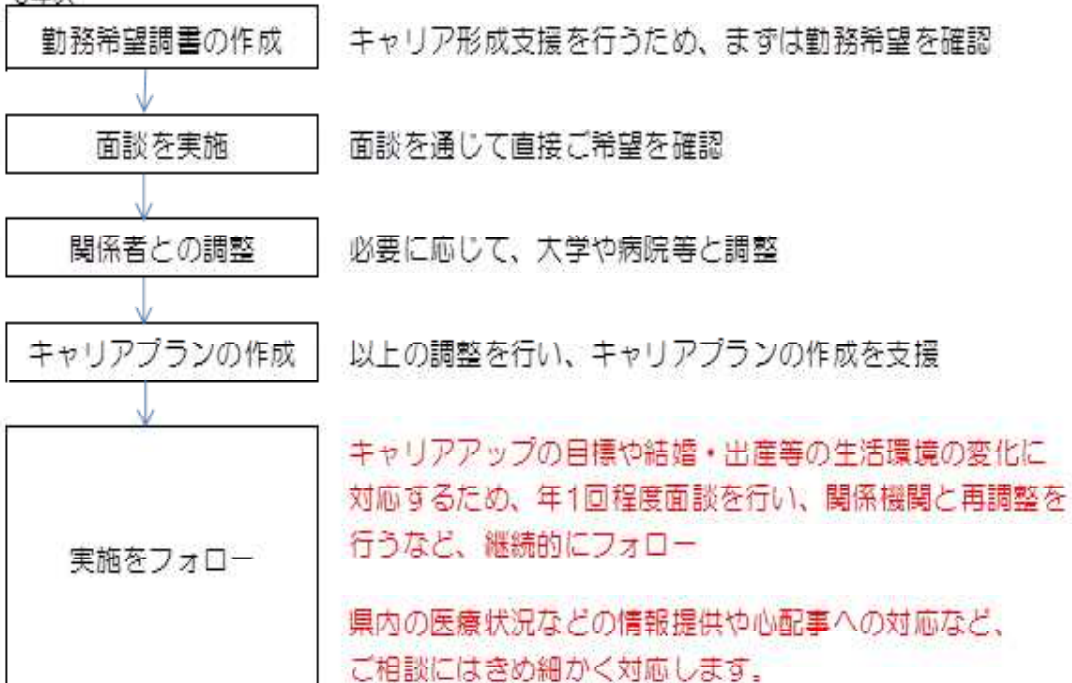 勤務希望調書の作成
キャリア形成支援を行うため、まずは勤務希望を確認
面談を実施
面談を通じて直接ご希望を確認
関係者との調整
必要に応じて、大学や病院等と調整
キャリアプランの作成
以上の調整を行い、キャリアプランの作成を支援
実施をフォロー
キャリアアップの目標や結婚・出産等の生活環境の変化に
対応するため、年1回程度面談を行い、関係機関と再調整を
行うなど、継続的にフォロー
県内の医療状況などの情報提供や心配事への対応など、
ご相談にはきめ細かく対応します。